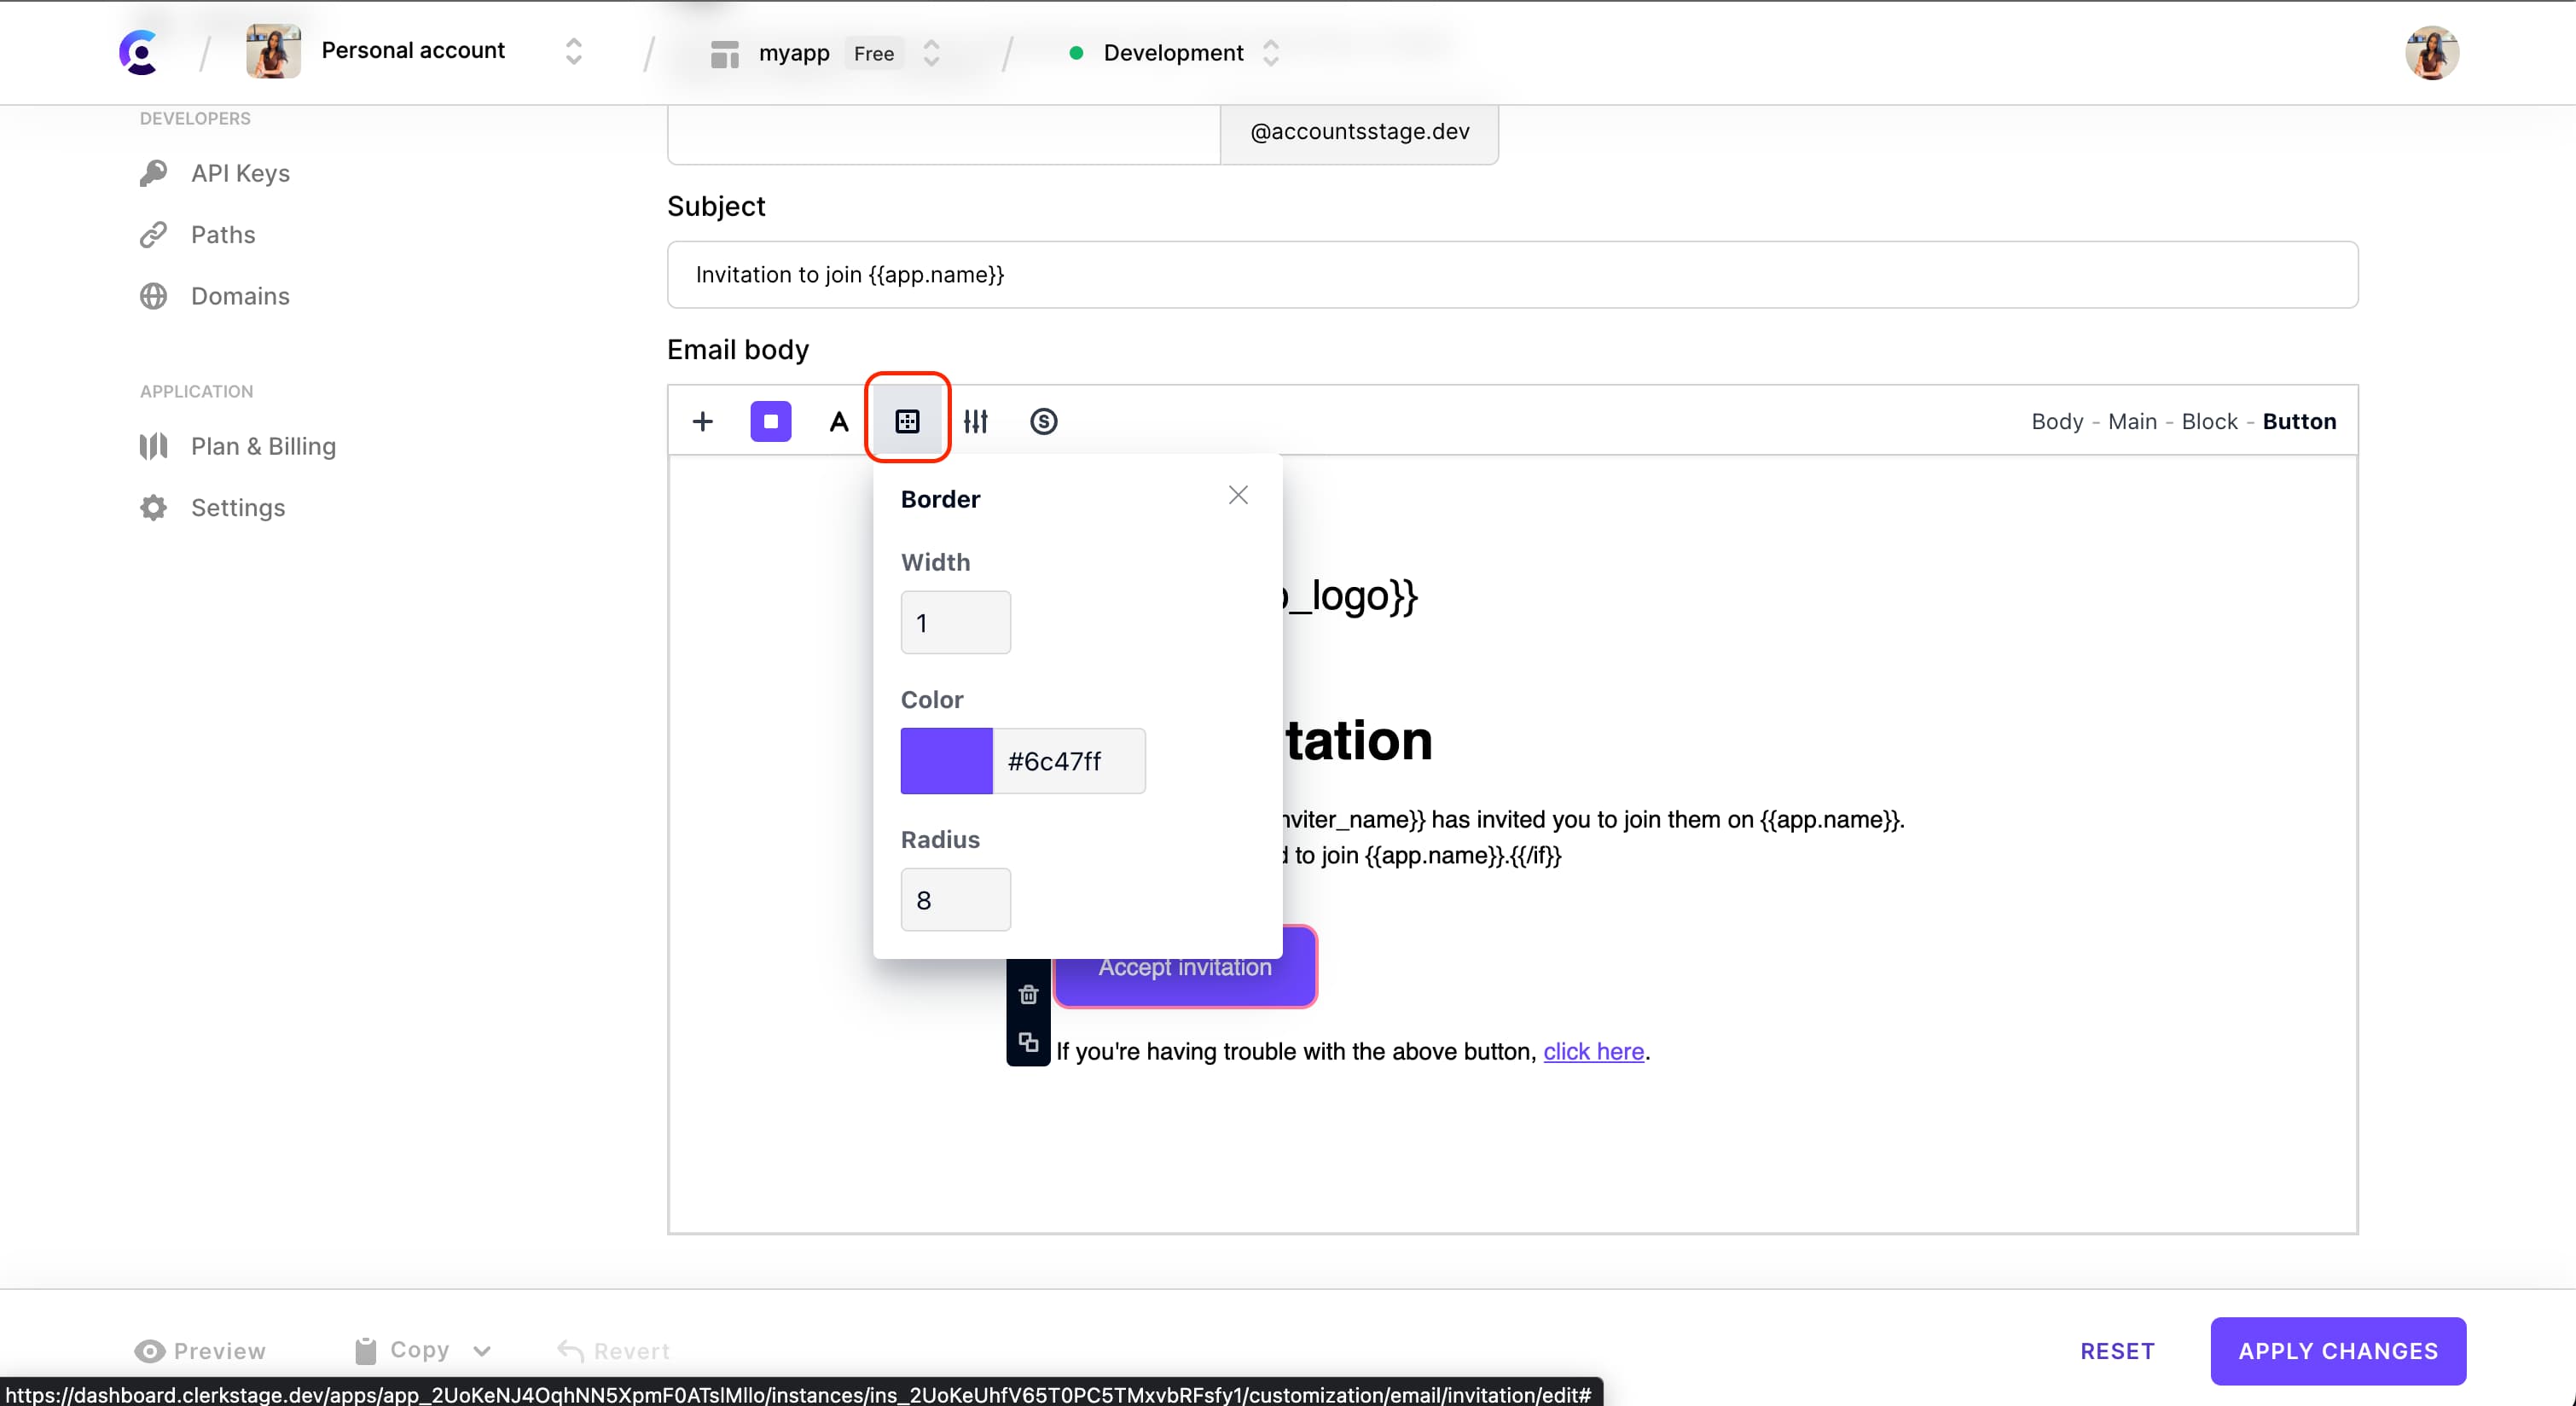 Personal account
myapp Free
Development
DEVELOPERS
API Keys
Paths
Domains
APPLICATION
Plan & Billing
Settings
@accountsstage.dev
Subject
Invitation to join {{app.name}}
Email body
A
S
Body - Main - Block - Button
Border
Width
1
Color
#6c47ff
Radius
8
_logo}}
tation
nviter_name}} has invited you to join them on {{app.name}}.
to join {{app.name}}.{{/if}}
Accept invitation
If you're having trouble with the above button, click here.
Preview
Copy
Revert
RESET
APPLY CHANGES
https://dashboard.clerkstage.dev/apps/app_2UoKeNJ4OqhNN5XpmF0ATslMllo/instances/ins_2UoKeUhfV65T0PC5TMxvbRFsfy1/customization/email/invitation/edit#